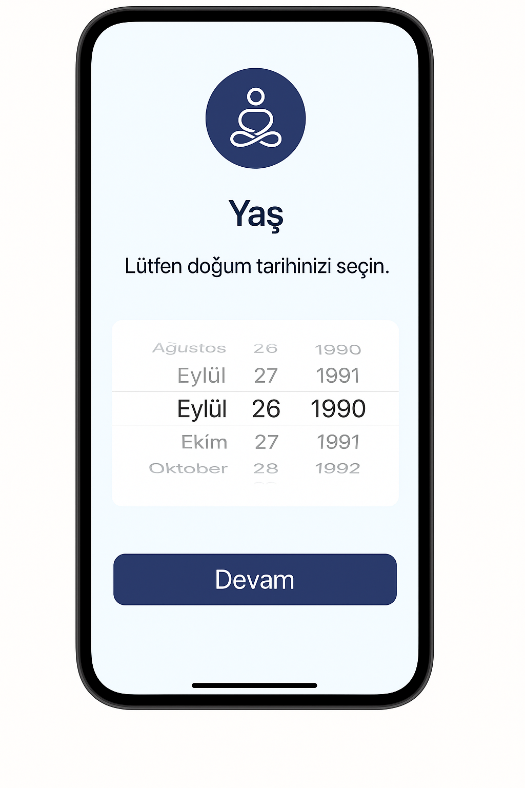 Yaş
Lütfen doğum tarihinizi seçin.
Ağustos 26 1990
Eylül 27 1991
Eylül 26 1990
Ekim 27 1991
Oktober 28 1992